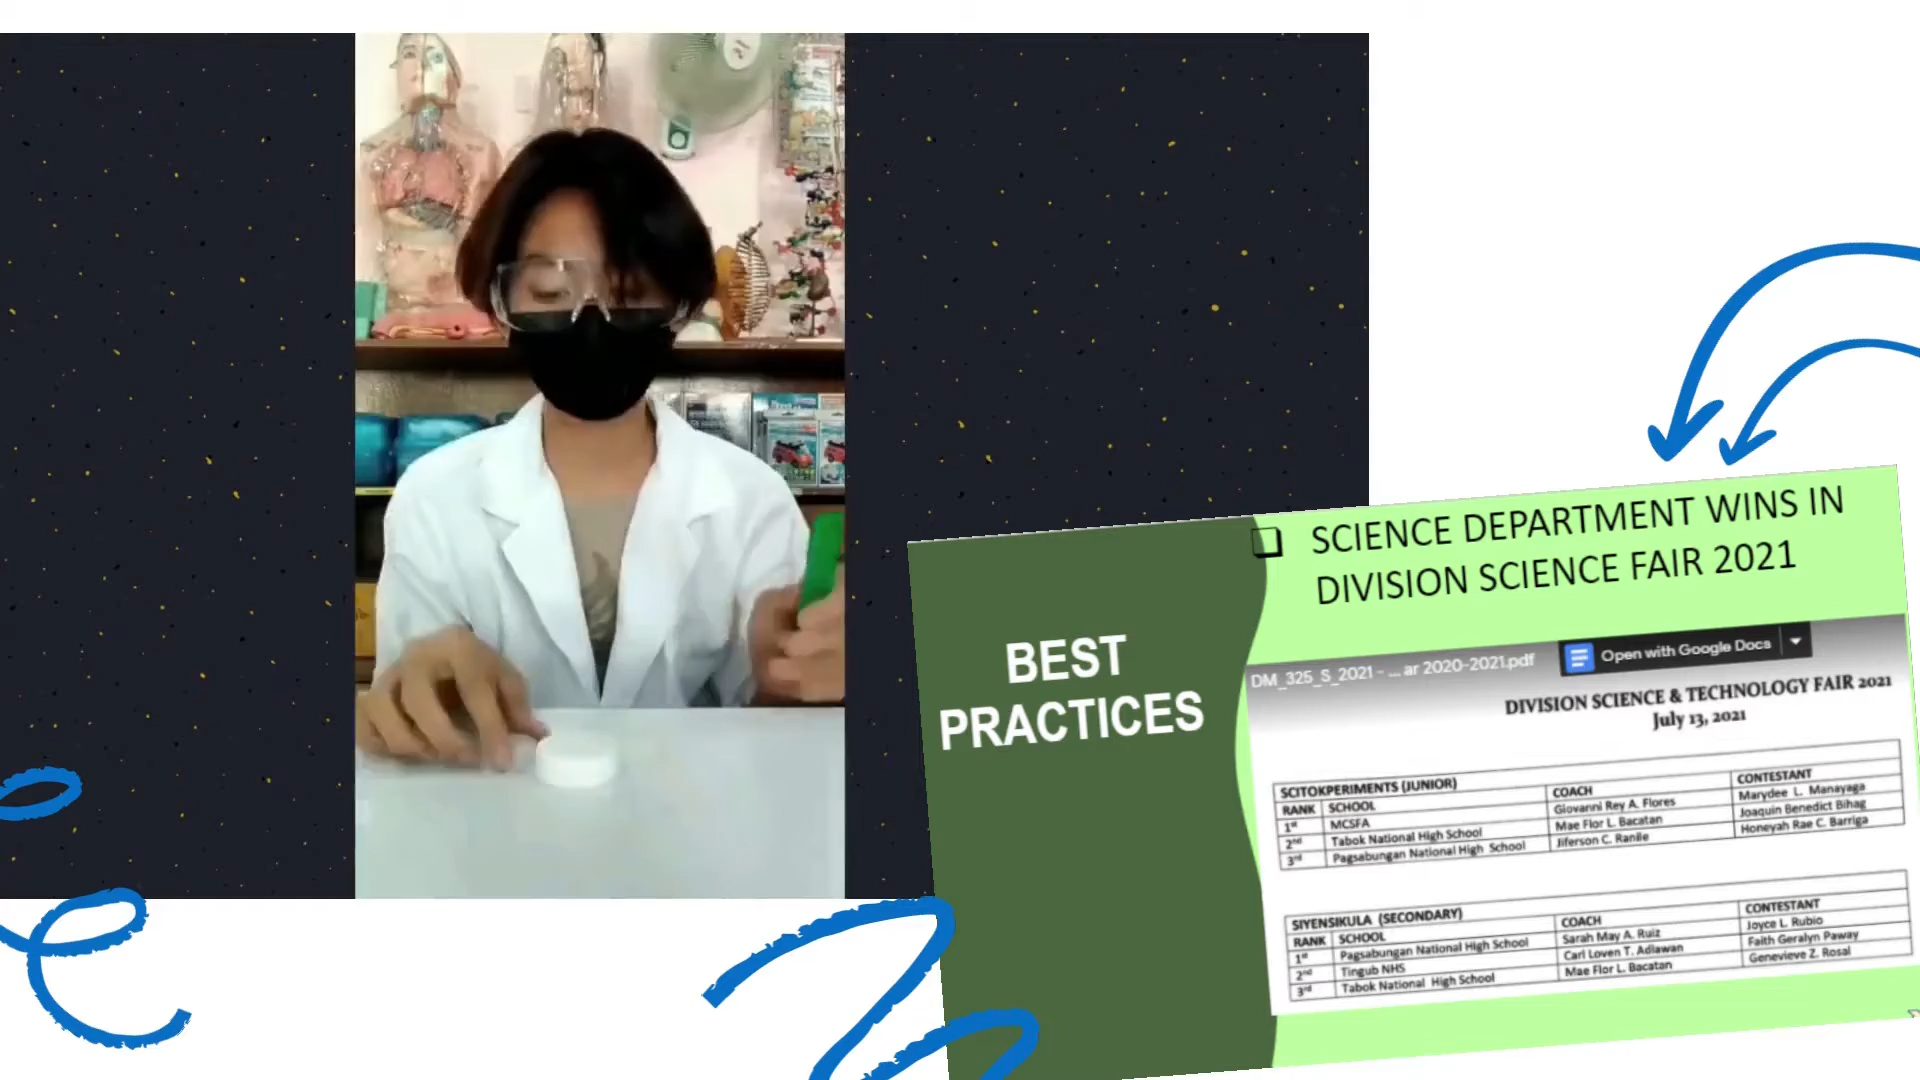 ❑ SCIENCE DEPARTMENT WINS IN
DIVISION SCIENCE FAIR 2021
BEST
PRACTICES
DM_325_S_2021 - ... ar 2020-2021.pdf
Open with Google Docs
DIVISION SCIENCE & TECHNOLOGY FAIR 2021
July 13, 2021
SCITOKPERIMENTS (JUNIOR)
RANK SCHOOL COACH CONTESTANT
1st MCSFA Giovanni Rey A. Flores Marydee L. Manayaga
2nd Tabok National High School Mae Flor L. Bacatan Joaquin Benedict Bihag
3rd Pagsabungan National High School Jiferson C. Ranile Honeyah Rae C. Barriga
SIYENSIKULA (SECONDARY)
RANK SCHOOL COACH CONTESTANT
1st Pagsabungan National High School Sarah May A. Ruiz Joyce L. Rubio
2nd Tingub NHS Carl Loven T. Adlawan Faith Geralyn Paway
3rd Tabok National High School Mae Flor L. Bacatan Genevieve Z. Rosal